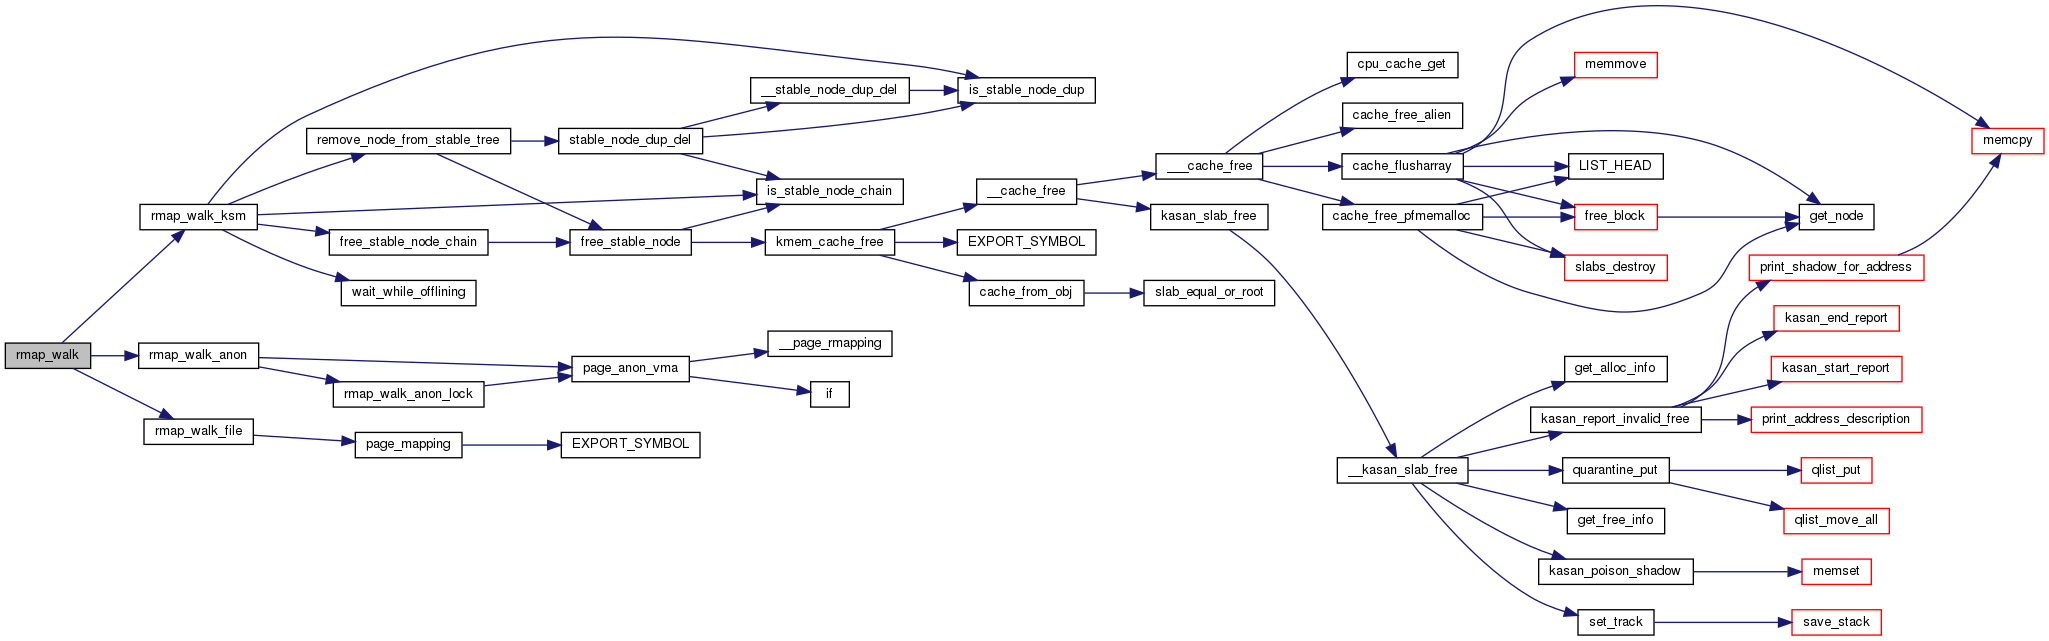 rmap_walk
rmap_walk_ksm
rmap_walk_anon
rmap_walk_file
remove_node_from_stable_tree
free_stable_node_chain
wait_while_offlining
rmap_walk_anon_lock
page_mapping
stable_node_dup_del
free_stable_node
page_anon_vma
EXPORT_SYMBOL
__stable_node_dup_del
is_stable_node_chain
kmem_cache_free
__page_rmapping
if
is_stable_node_dup
__cache_free
EXPORT_SYMBOL
cache_from_obj
___cache_free
kasan_slab_free
slab_equal_or_root
cpu_cache_get
cache_free_alien
cache_flusharray
cache_free_pfmemalloc
__kasan_slab_free
memmove
LIST_HEAD
free_block
slabs_destroy
get_alloc_info
kasan_report_invalid_free
quarantine_put
get_free_info
kasan_poison_shadow
set_track
memcpy
get_node
print_shadow_for_address
kasan_end_report
kasan_start_report
print_address_description
qlist_put
qlist_move_all
memset
save_stack